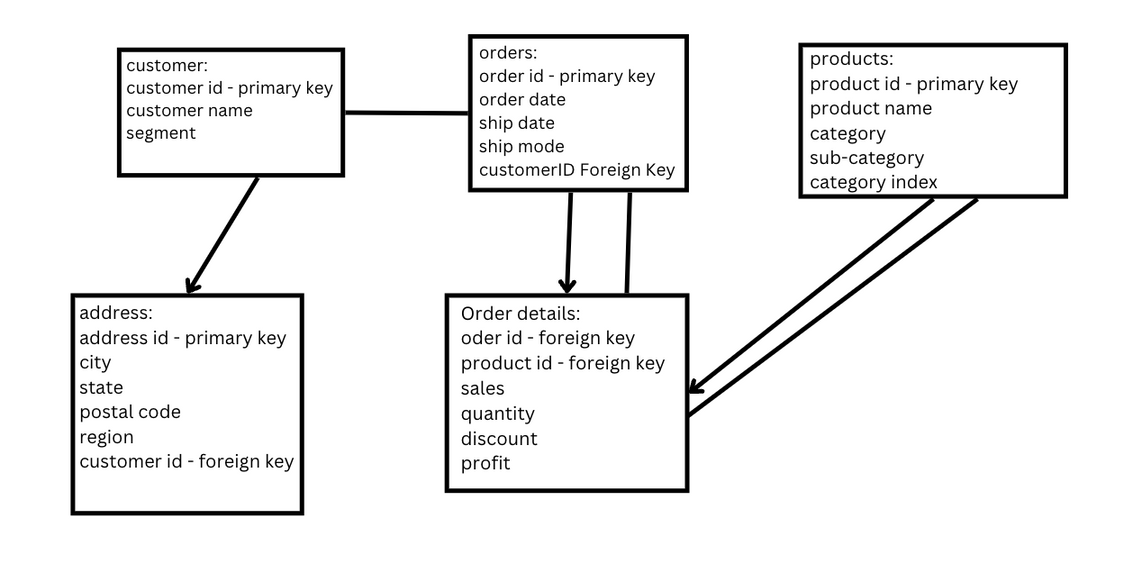 customer:
customer id - primary key
customer name
segment
orders:
order id - primary key
order date
ship date
ship mode
customerID Foreign Key
products:
product id - primary key
product name
category
sub-category
category index
address:
address id - primary key
city
state
postal code
region
customer id - foreign key
Order details:
oder id - foreign key
product id - foreign key
sales
quantity
discount
profit